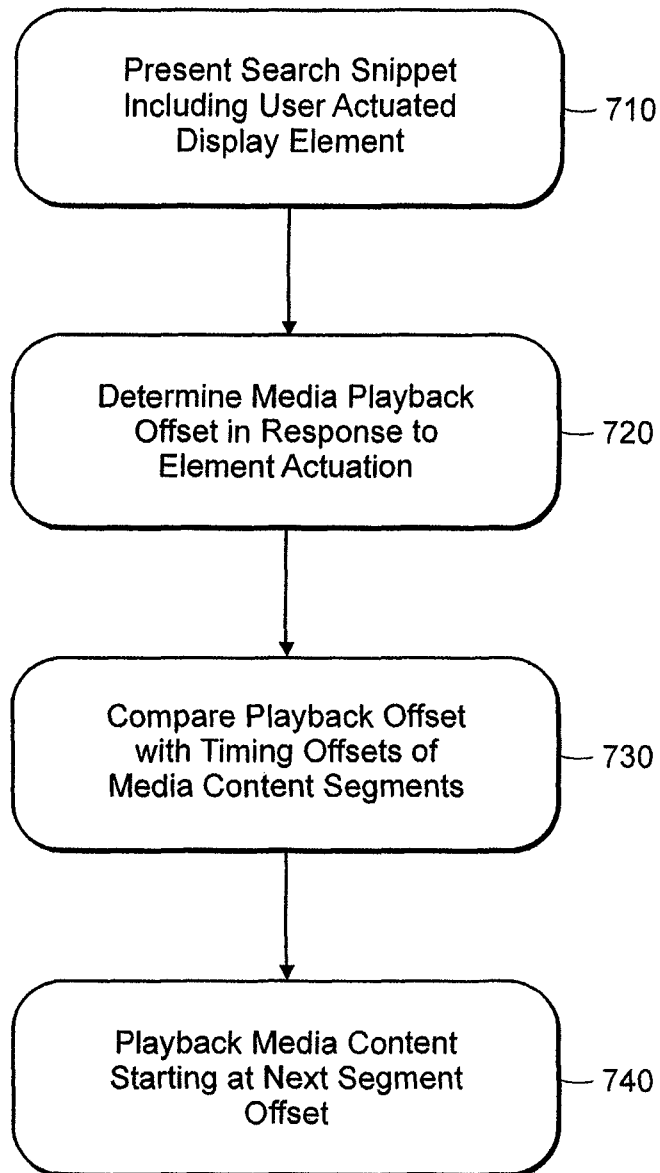 Present Search Snippet
Including User Actuated
Display Element
710
Determine Media Playback
Offset in Response to
Element Actuation
720
Compare Playback Offset
with Timing Offsets of
Media Content Segments
730
Playback Media Content
Starting at Next Segment
Offset
740